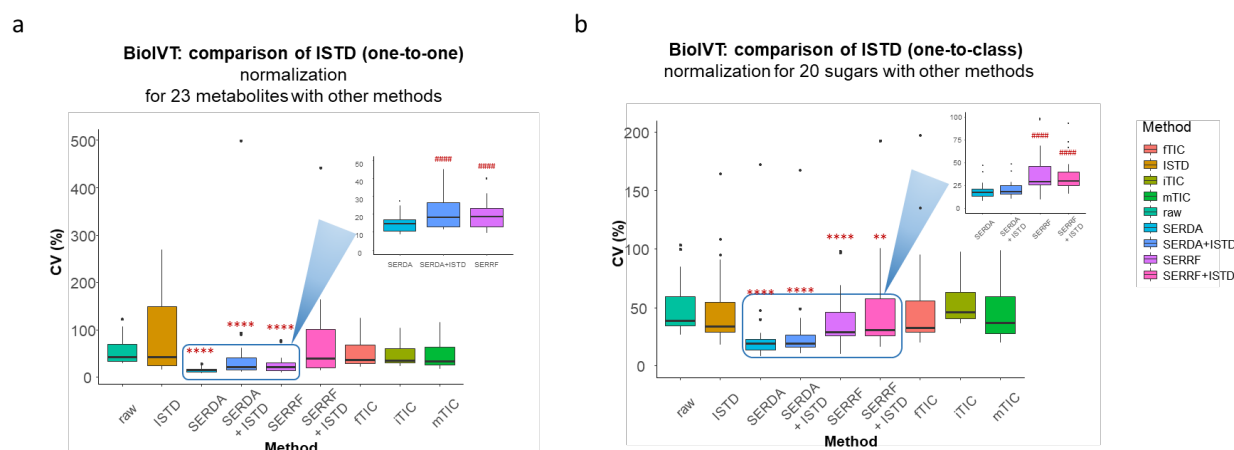 a
BioIVT: comparison of ISTD (one-to-one)
normalization
for 23 metabolites with other methods
CV (%)
500
400
300
200
100
0
****
****
****
50
40
30
20
10
0
####
####
SERDA
SERDA+ISTD
SERRF
raw
ISTD
SERDA
SERDA
+ ISTD
SERRF
SERRF
+ ISTD
fTIC
iTIC
mTIC
Method
b
BioIVT: comparison of ISTD (one-to-class)
normalization for 20 sugars with other methods
CV (%)
200
150
100
50
0
****
****
****
**
100
75
50
25
0
####
####
SERDA
SERDA
+ ISTD
SERRF
SERRF
+ ISTD
raw
ISTD
SERDA
SERDA
+ ISTD
SERRF
SERRF
+ ISTD
fTIC
iTIC
mTIC
Method
Method
fTIC
ISTD
iTIC
mTIC
raw
SERDA
SERDA+ISTD
SERRF
SERRF+ISTD